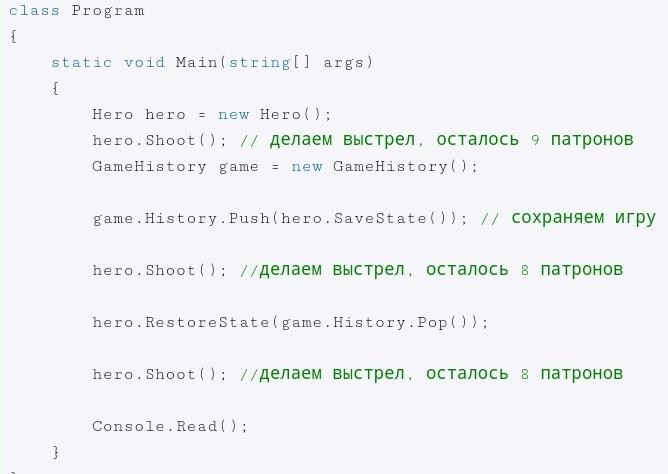 class Program
{
static void Main(string[] args)
{
Hero hero = new Hero();
hero.Shoot(); // делаем выстрел, осталось 9 патронов
GameHistory game = new GameHistory();
game.History.Push(hero.SaveState()); // сохраняем игру
hero.Shoot(); //делаем выстрел, осталось 8 патронов
hero.RestoreState(game.History.Pop());
hero.Shoot(); //делаем выстрел, осталось 8 патронов
Console.Read();
}
}